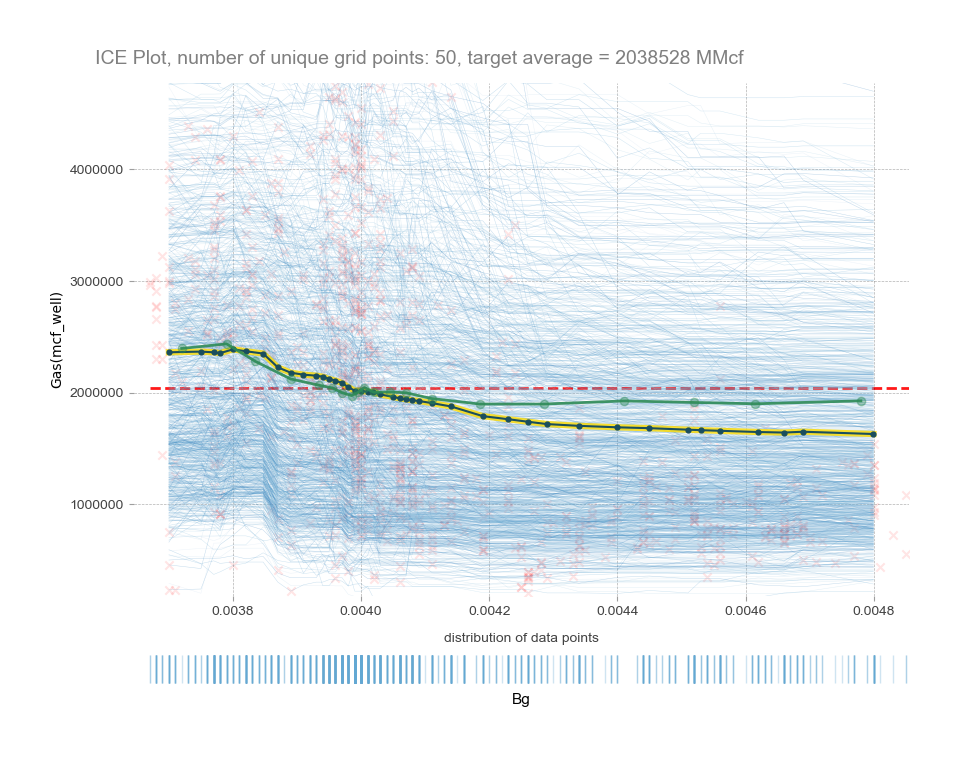 ICE Plot, number of unique grid points: 50, target average = 2038528 MMcf
Gas(mcf_well)
4000000
3000000
2000000
1000000
0.0038 0.0040 0.0042 0.0044 0.0046 0.0048
distribution of data points
Bg